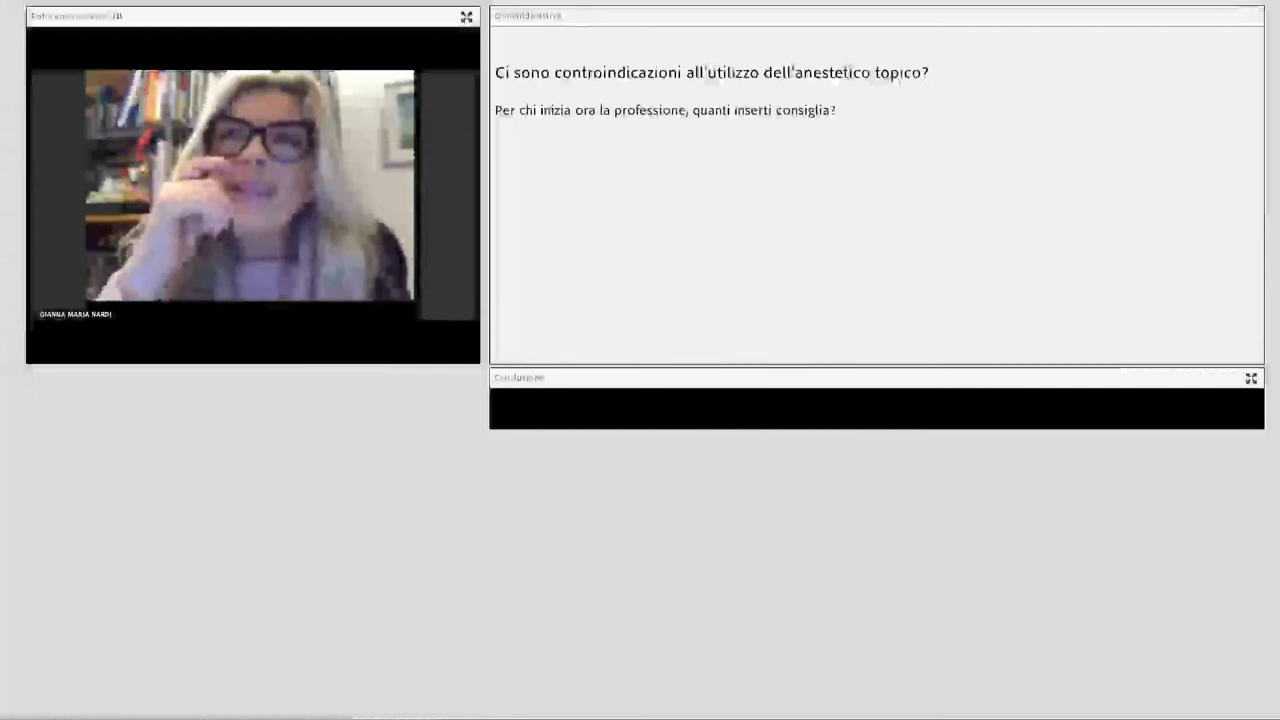 Ci sono controindicazioni all'utilizzo dell'anestetico topico?
Per chi inizia ora la professione, quanti inserti consiglia?
GIANNA MARIA NARDI